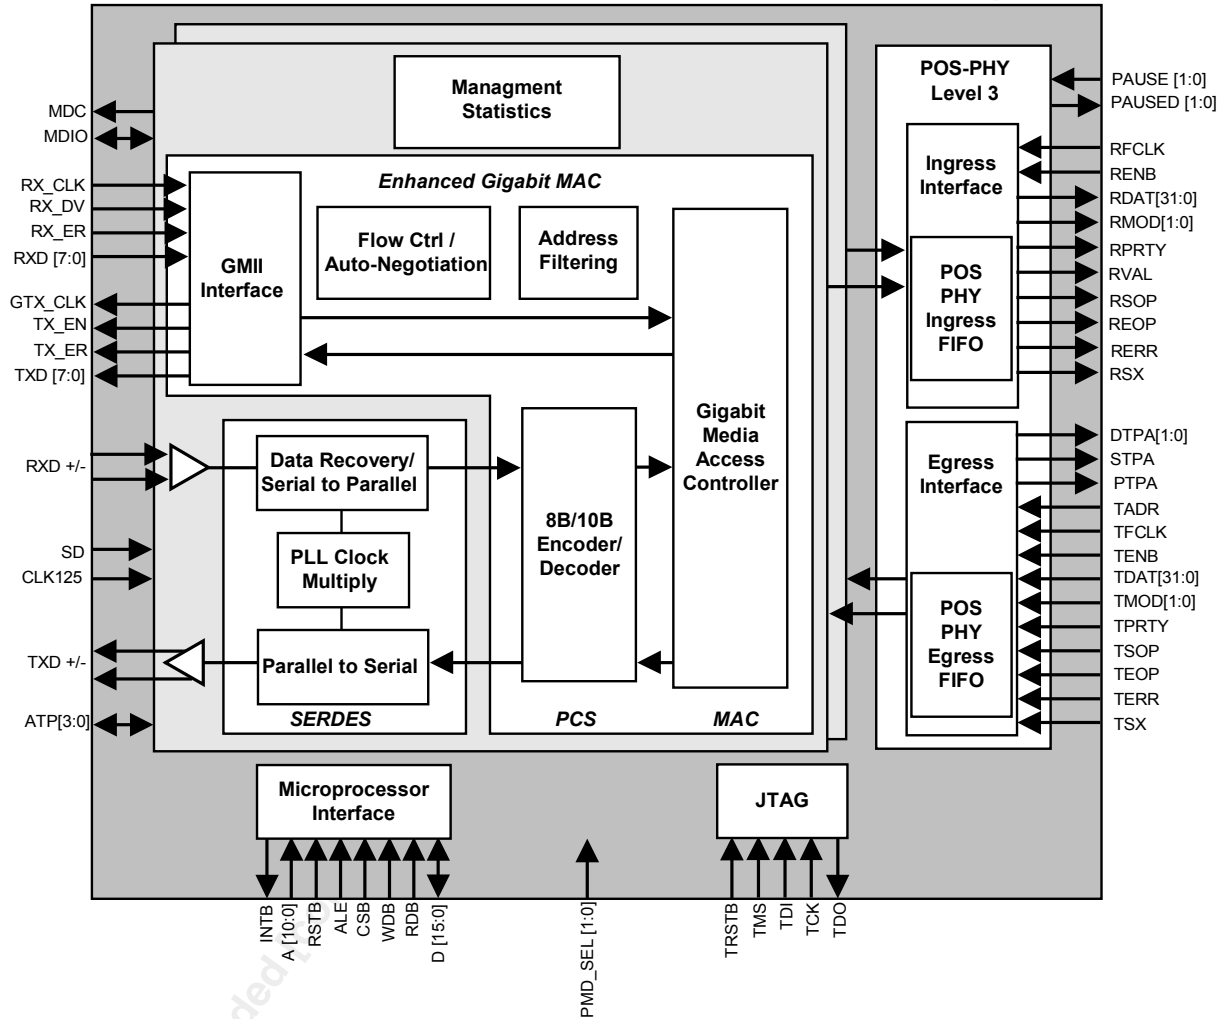 Managment
Statistics
POS-PHY
Level 3
PAUSE [1:0]
PAUSED [1:0]
MDC
MDIO
RX_CLK
RX_DV
RX_ER
RXD [7:0]
GTX_CLK
TX_EN
TX_ER
TXD [7:0]
RXD +/-
SD
CLK125
TXD +/-
ATP[3:0]
Enhanced Gigabit MAC
GMII
Interface
Flow Ctrl /
Auto-Negotiation
Address
Filtering
Gigabit
Media
Access
Controller
Data Recovery/
Serial to Parallel
PLL Clock
Multiply
Parallel to Serial
8B/10B
Encoder/
Decoder
SERDES
PCS
MAC
Ingress
Interface
POS
PHY
Ingress
FIFO
RFCLK
RENB
RDAT[31:0]
RMOD[1:0]
RPRTY
RVAL
RSOP
REOP
RERR
RSX
Egress
Interface
POS
PHY
Egress
FIFO
DTPA[1:0]
STPA
PTPA
TADR
TFCLK
TENB
TDAT[31:0]
TMOD[1:0]
TPRTY
TSOP
TEOP
TERR
TSX
Microprocessor
Interface
JTAG
INTB
A [10:0]
RSTB
ALE
CSB
WDB
RDB
D [15:0]
PMD_SEL [1:0]
TRSTB
TMS
TDI
TCK
TDO